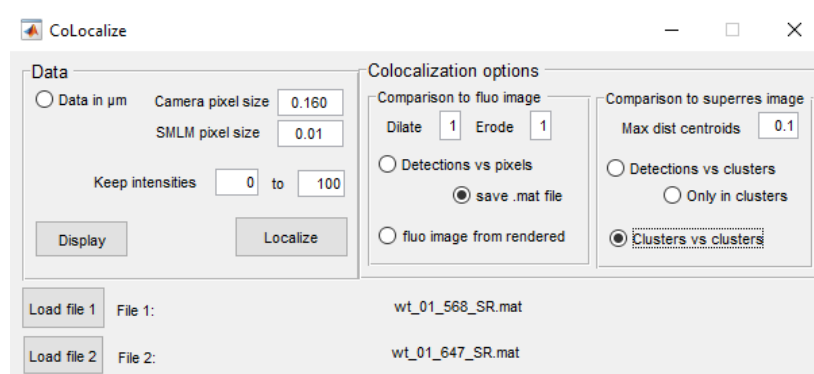 CoLocalize
Data
Data in µm
Camera pixel size 0.160
SMLM pixel size 0.01
Keep intensities 0 to 100
Display
Localize
Colocalization options
Comparison to fluo image
Dilate 1 Erode 1
Detections vs pixels
save .mat file
fluo image from rendered
Comparison to superres image
Max dist centroids 0.1
Detections vs clusters
Only in clusters
Clusters vs clusters
Load file 1 File 1: wt_01_568_SR.mat
Load file 2 File 2: wt_01_647_SR.mat